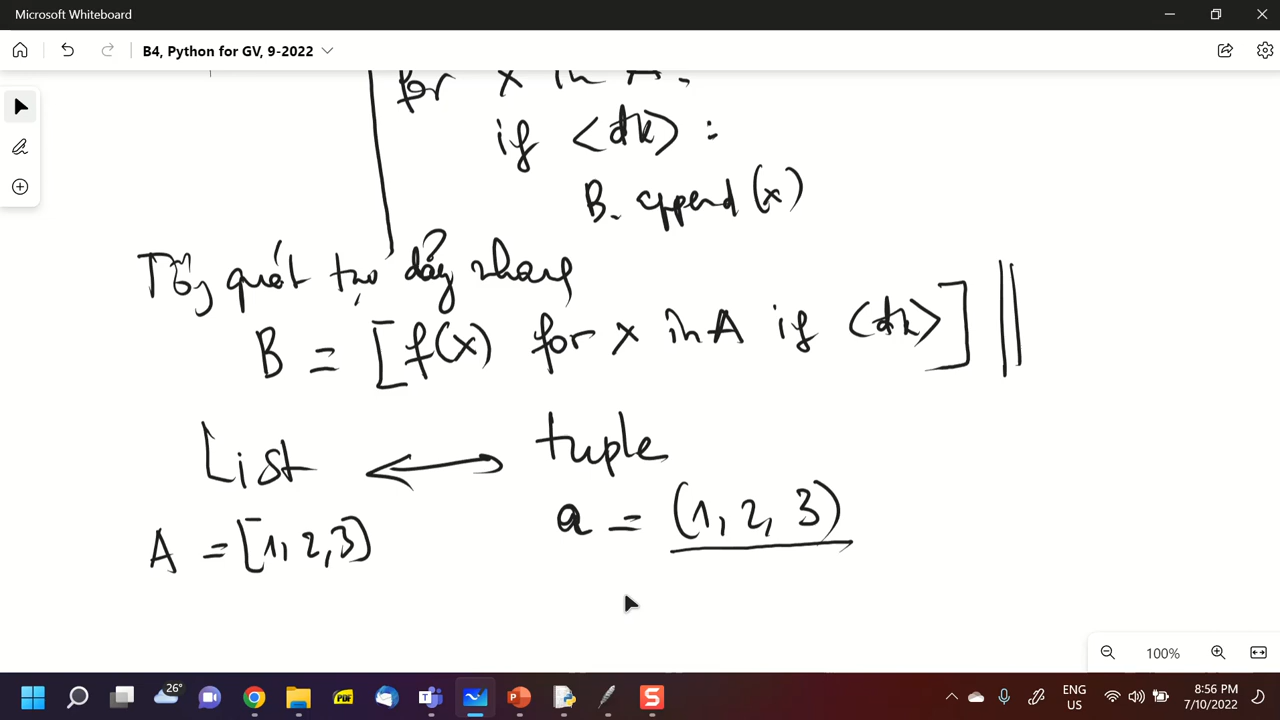 Microsoft Whiteboard
B4, Python for GV, 9-2022
for x in A:
if <đk> :
B. append (x)
Tổng quát tạo dãy nhanh
B = [f(x) for x in A if <đk>]
List ⟷ tuple
A = [1, 2, 3]
a = (1, 2, 3)
100%
26°
PDF
ENG
US
8:56 PM
7/10/2022